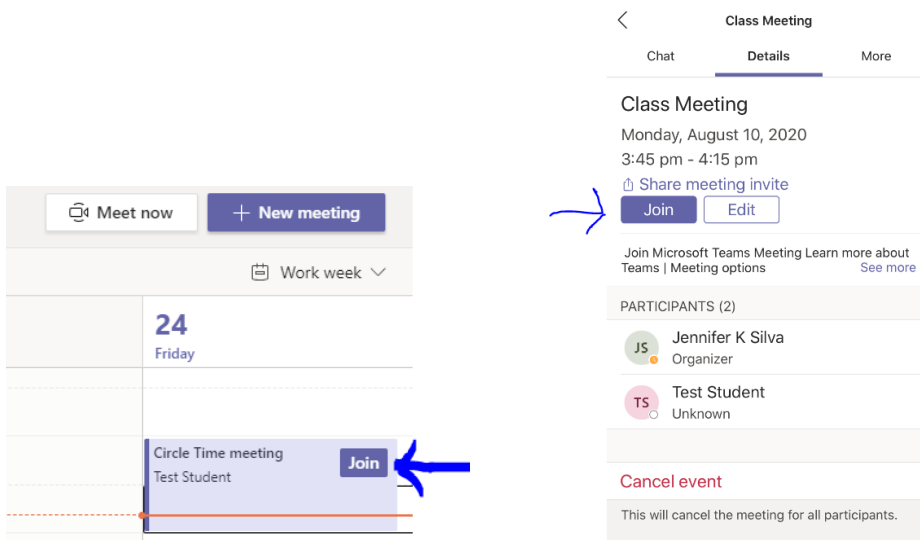 Meet now
New meeting
Work week
24
Friday
Circle Time meeting
Join
Test Student
Class Meeting
Chat Details More
Class Meeting
Monday, August 10, 2020
3:45 pm - 4:15 pm
Share meeting invite
Join Edit
Join Microsoft Teams Meeting Learn more about
Teams | Meeting options See more
PARTICIPANTS (2)
JS Jennifer K Silva
Organizer
TS Test Student
Unknown
Cancel event
This will cancel the meeting for all participants.